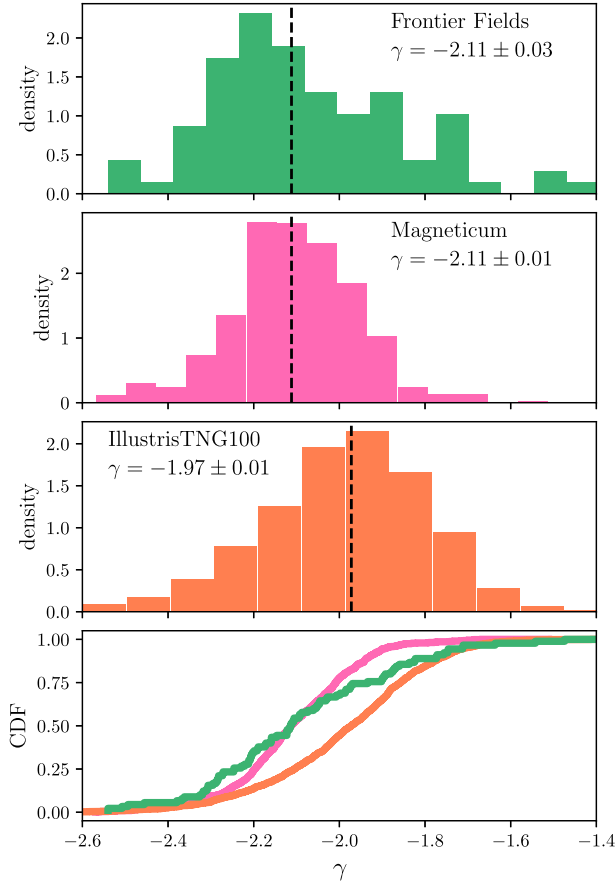 Frontier Fields
γ = −2.11 ± 0.03
density
2.0
1.5
1.0
0.5
0.0
Magneticum
γ = −2.11 ± 0.01
density
2
1
0
IllustrisTNG100
γ = −1.97 ± 0.01
density
2.0
1.5
1.0
0.5
0.0
CDF
1.00
0.75
0.50
0.25
0.00
−2.6 −2.4 −2.2 −2.0 −1.8 −1.6 −1.4
γ